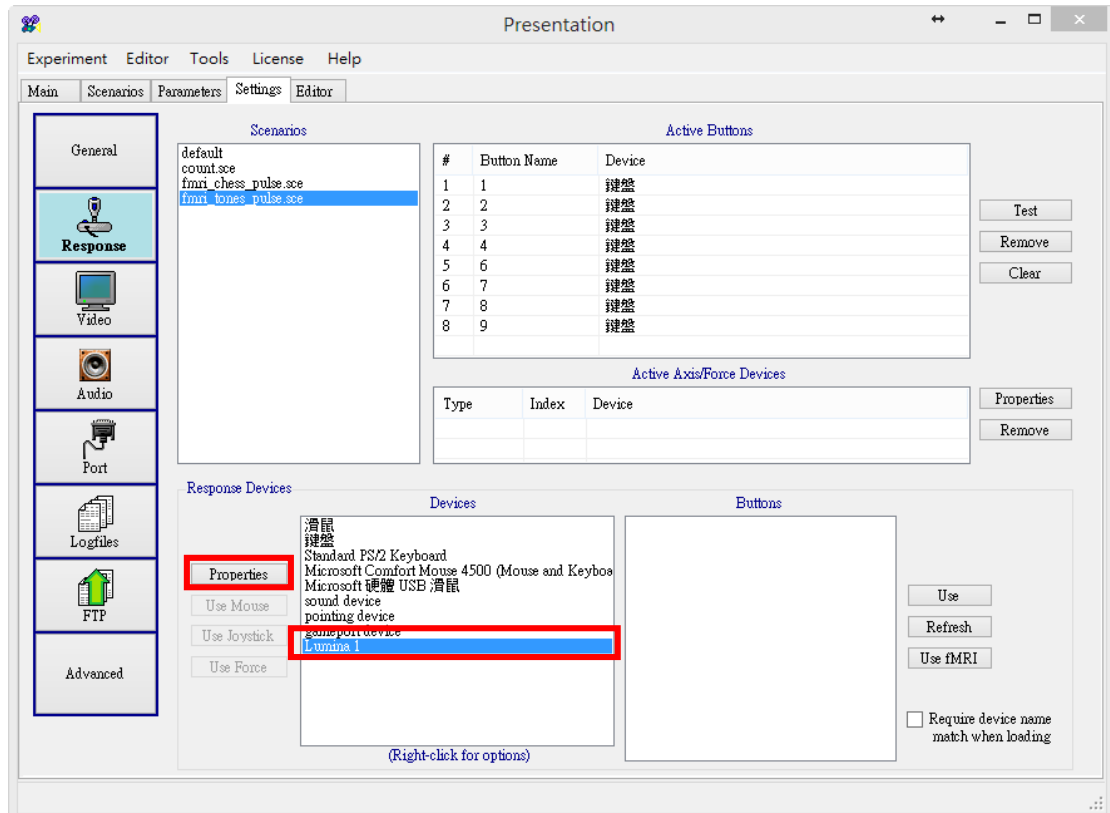 Presentation
Experiment Editor Tools License Help
Main Scenarios Parameters Settings Editor
General
Response
Video
Audio
Port
Logfiles
FTP
Advanced
Scenarios
default
count.sce
fmri_chess_pulse.sce
fmri_tones_pulse.sce
Active Buttons
# Button Name Device
1 1 鍵盤
2 2 鍵盤
3 3 鍵盤
4 4 鍵盤
5 6 鍵盤
6 7 鍵盤
7 8 鍵盤
8 9 鍵盤
Test
Remove
Clear
Active Axis/Force Devices
Type Index Device
Properties
Remove
Response Devices
Properties
Use Mouse
Use Joystick
Use Force
Devices
滑鼠
鍵盤
Standard PS/2 Keyboard
Microsoft Comfort Mouse 4500 (Mouse and Keyboa
Microsoft 硬體 USB 滑鼠
sound device
pointing device
gameport device
Lumina 1
(Right-click for options)
Buttons
Use
Refresh
Use fMRI
Require device name
match when loading